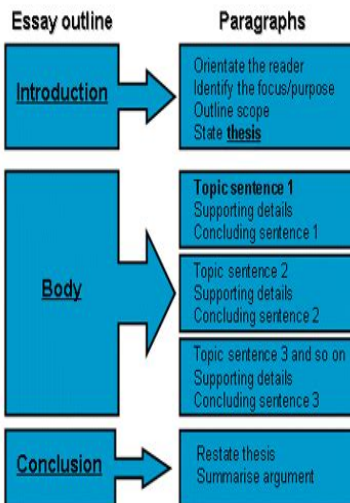 Essay outline
Paragraphs
Introduction
Orientate the reader
Identify the focus/purpose
Outline scope
State thesis
Body
Topic sentence 1
Supporting details
Concluding sentence 1
Topic sentence 2
Supporting details
Concluding sentence 2
Topic sentence 3 and so on
Supporting details
Concluding sentence 3
Conclusion
Restate thesis
Summarise argument